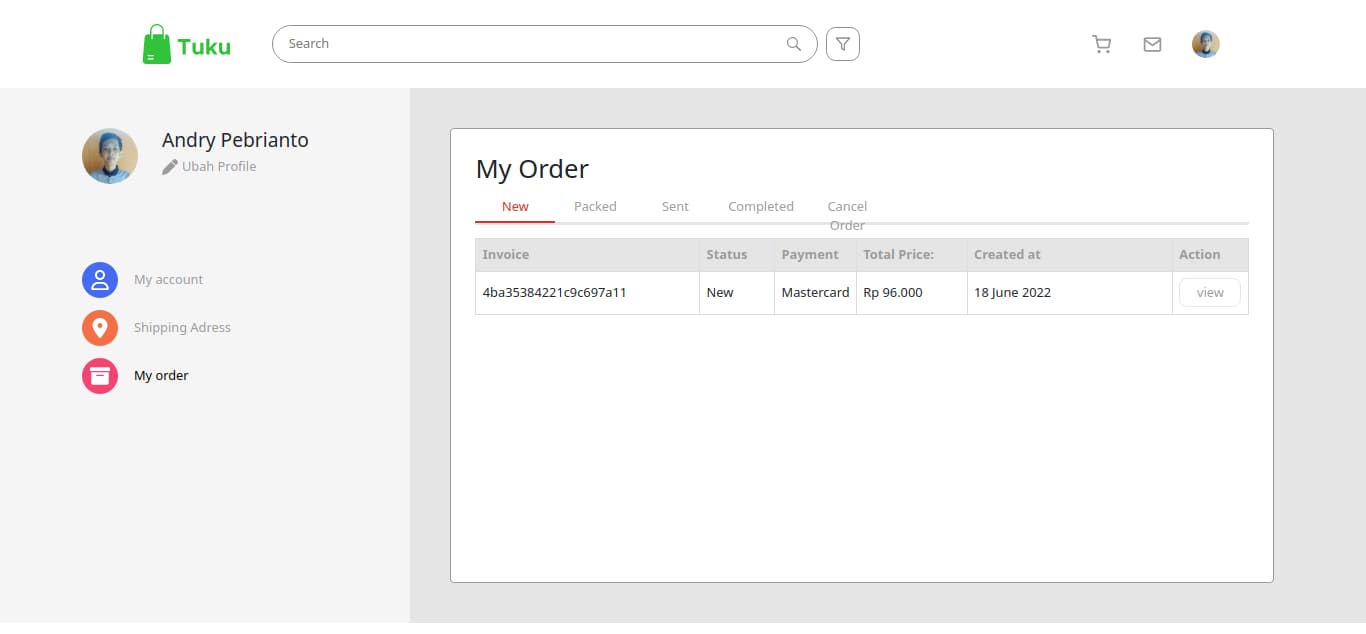 Tuku
Search
Andry Pebrianto
Ubah Profile
My account
Shipping Adress
My order
My Order
New Packed Sent Completed Cancel
Order
Invoice Status Payment Total Price: Created at Action
4ba35384221c9c697a11 New Mastercard Rp 96.000 18 June 2022 view